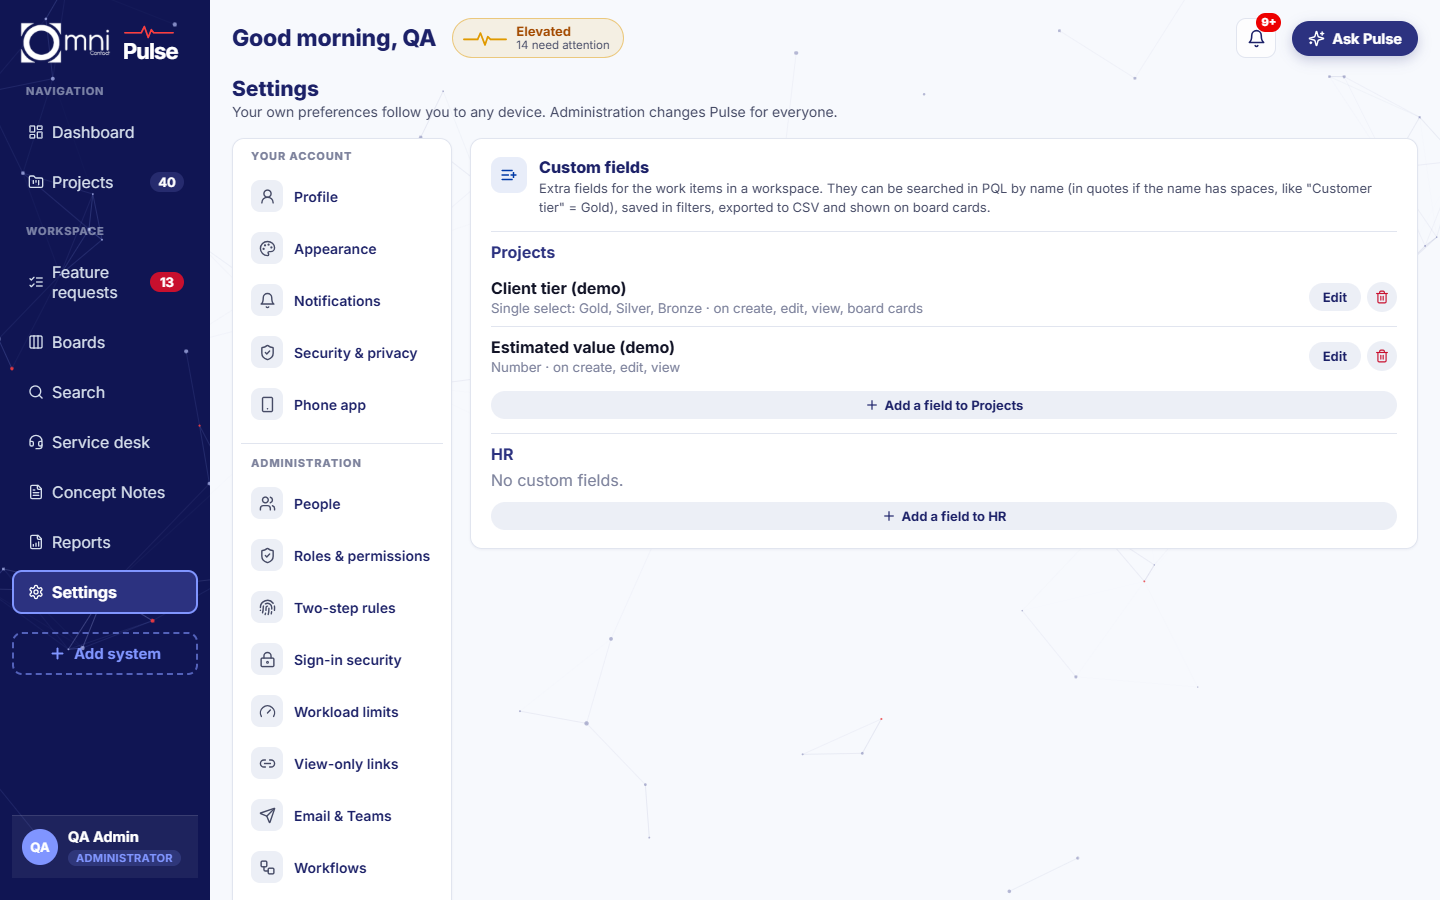 Omni
Contact
Pulse
NAVIGATION
Dashboard
Projects 40
WORKSPACE
Feature
requests 13
Boards
Search
Service desk
Concept Notes
Reports
Settings
+ Add system
QA
QA Admin
ADMINISTRATOR
Good morning, QA
Elevated
14 need attention
9+
Ask Pulse
Settings
Your own preferences follow you to any device. Administration changes Pulse for everyone.
YOUR ACCOUNT
Profile
Appearance
Notifications
Security & privacy
Phone app
ADMINISTRATION
People
Roles & permissions
Two-step rules
Sign-in security
Workload limits
View-only links
Email & Teams
Workflows
Custom fields
Extra fields for the work items in a workspace. They can be searched in PQL by name (in quotes if the name has spaces, like "Customer
tier" = Gold), saved in filters, exported to CSV and shown on board cards.
Projects
Client tier (demo)
Single select: Gold, Silver, Bronze · on create, edit, view, board cards
Edit
Estimated value (demo)
Number · on create, edit, view
Edit
+ Add a field to Projects
HR
No custom fields.
+ Add a field to HR